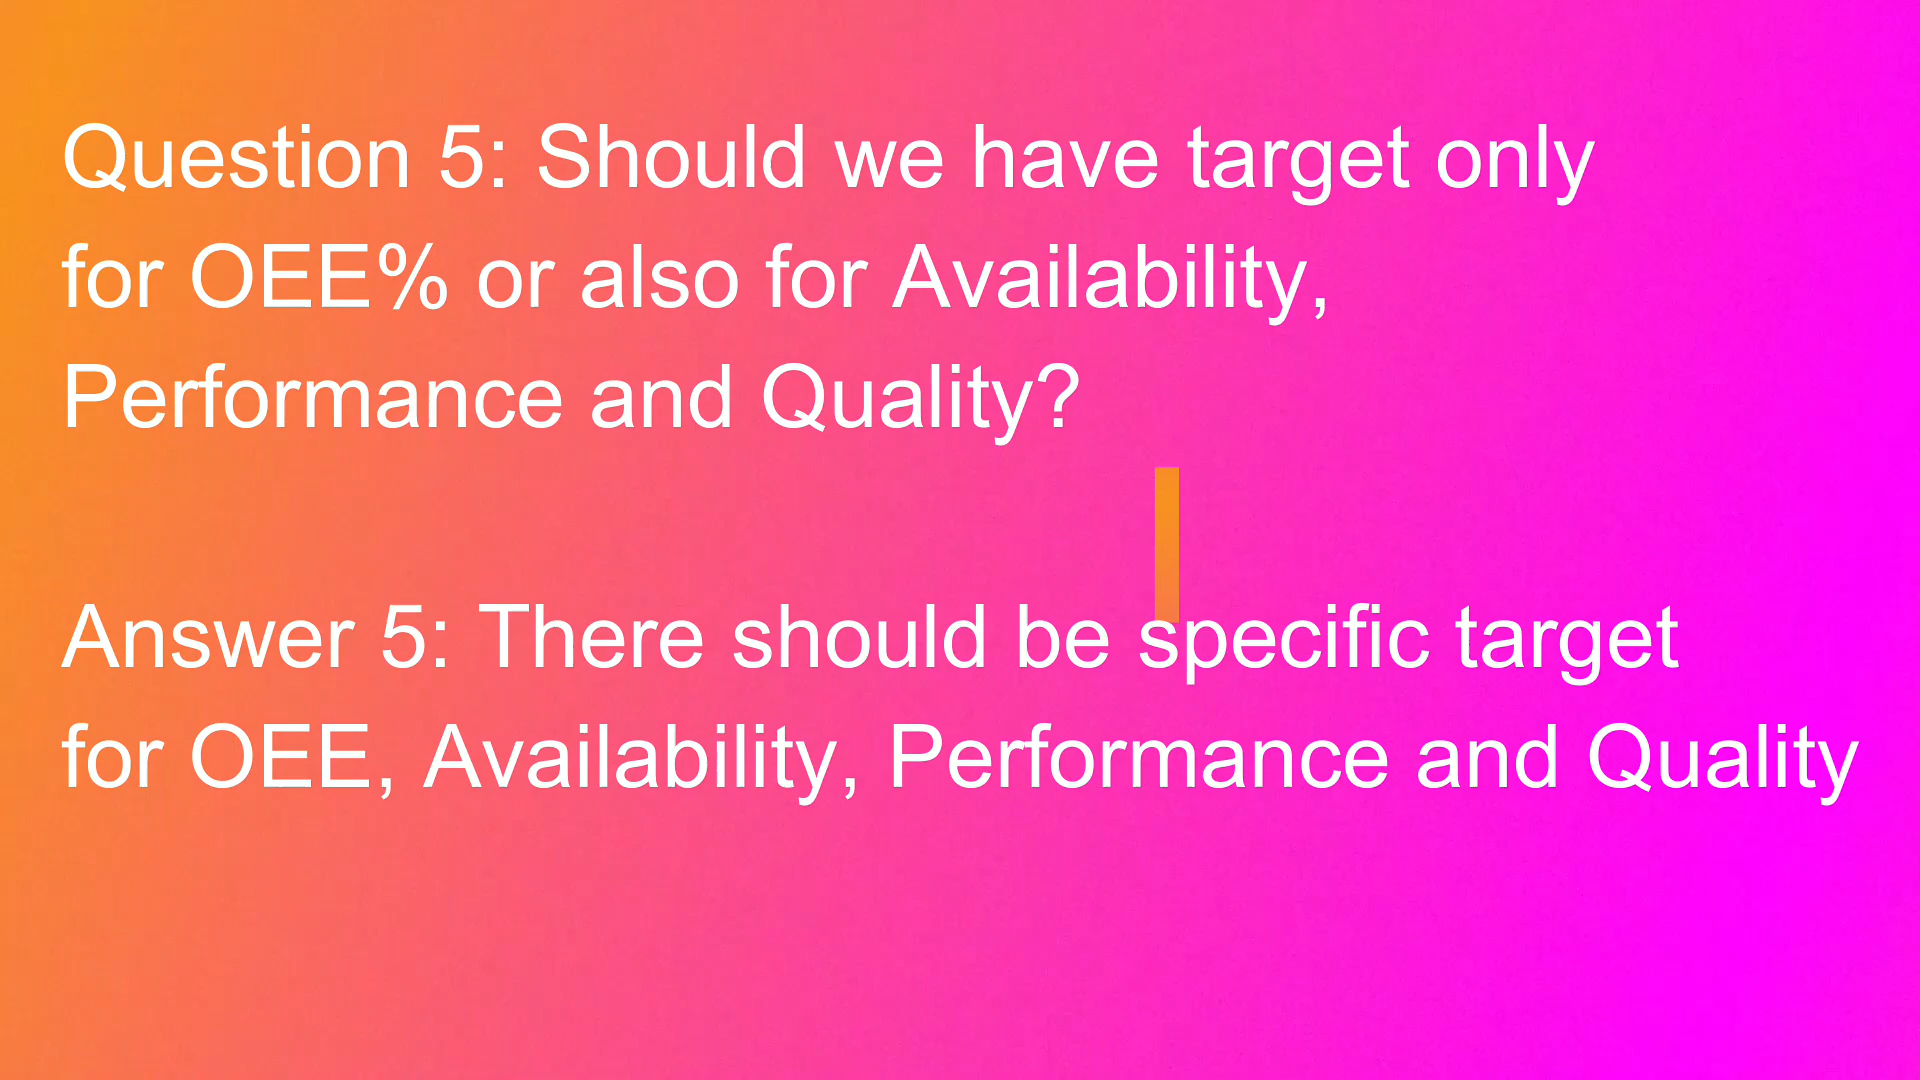 Question 5: Should we have target only
for OEE% or also for Availability,
Performance and Quality?
Answer 5: There should be specific target
for OEE, Availability, Performance and Quality